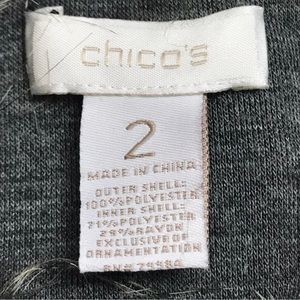 chico's
2
MADE IN CHINA
OUTER SHELL:
100%POLYESTER
INNER SHELL:
71%POLYESTER
29%RAYON
EXCLUSIVE OF
ORNAMENTATION